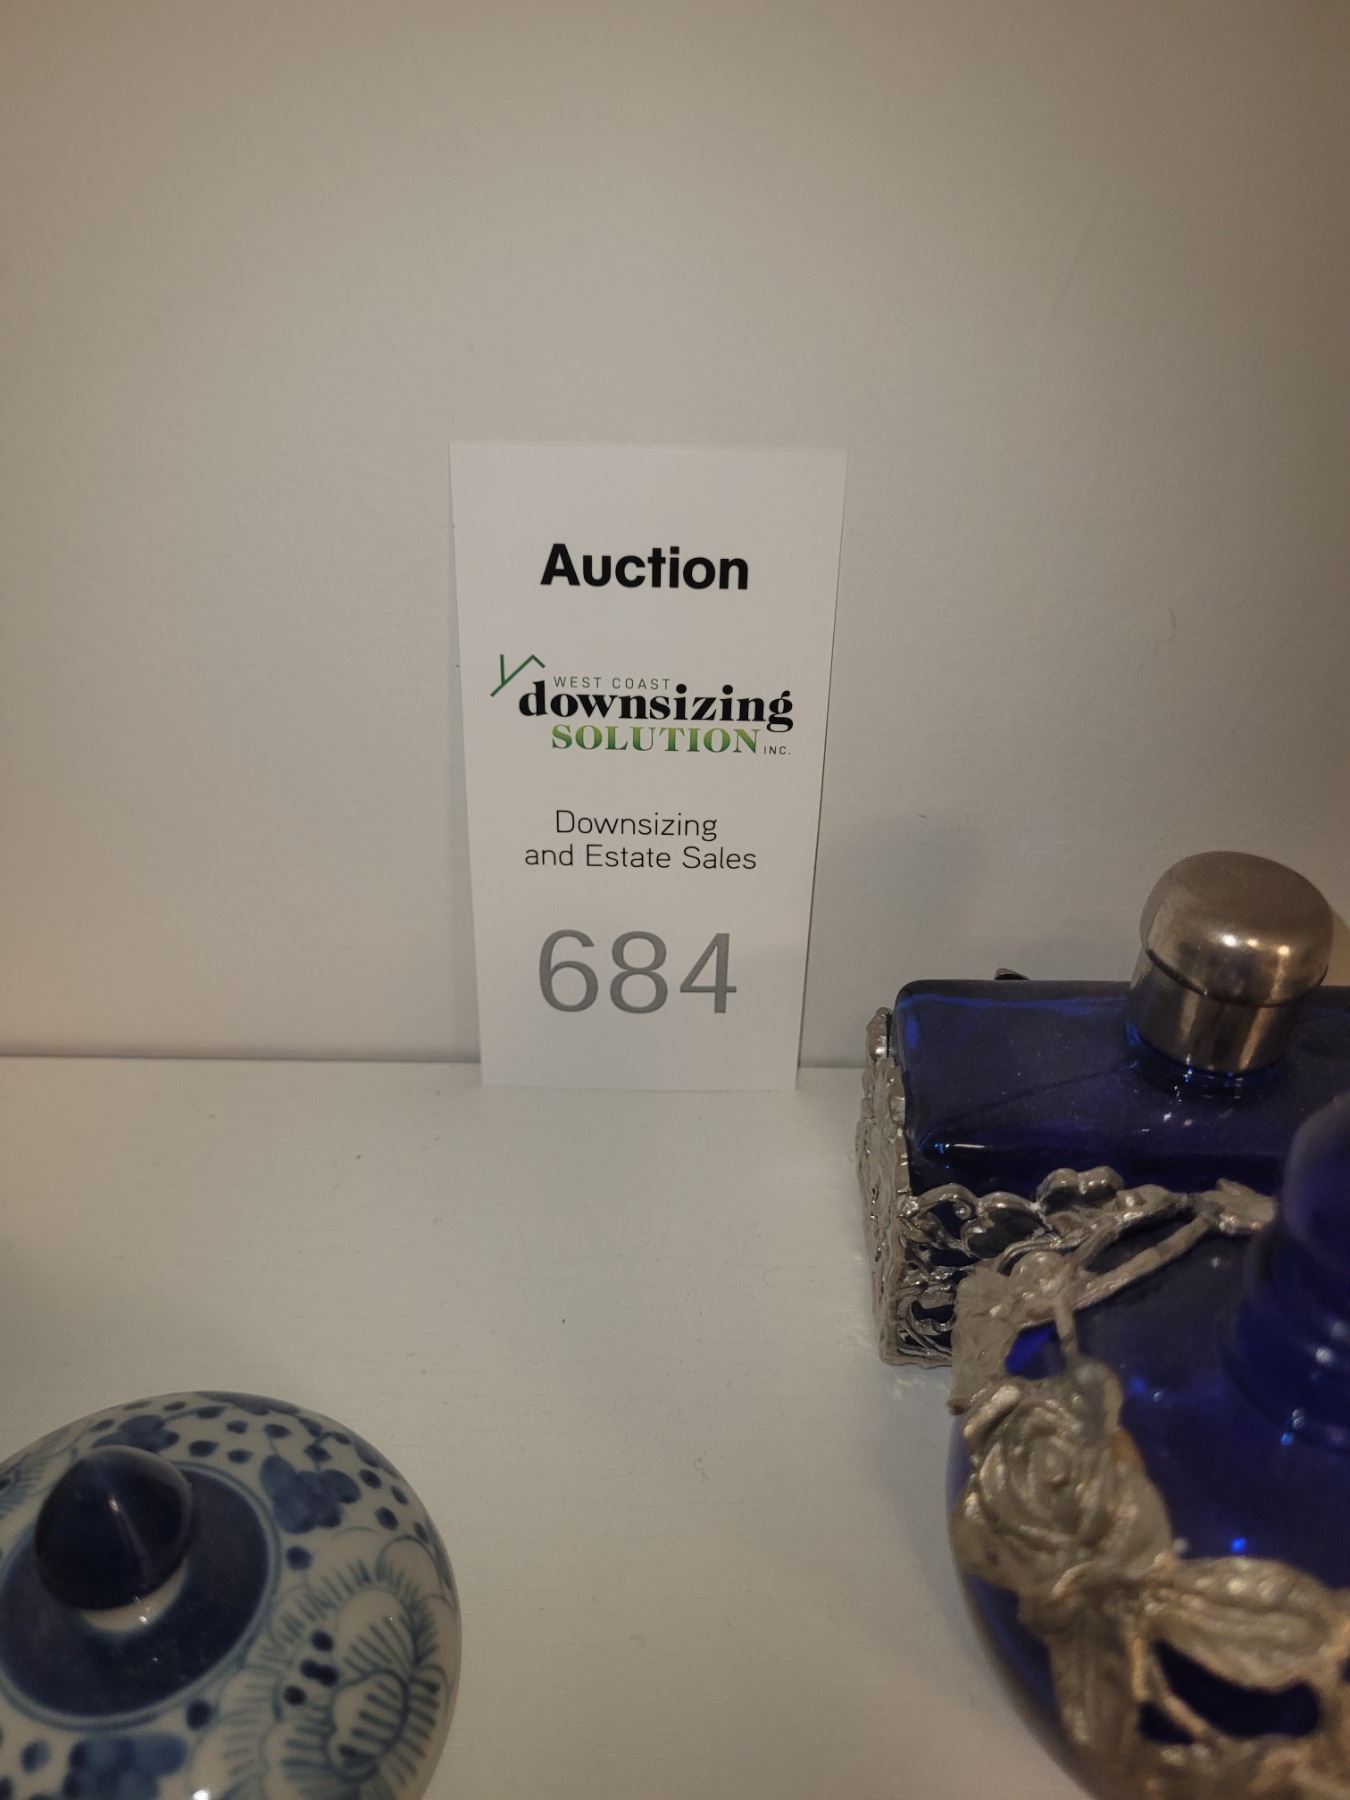 Auction
WEST COAST
downsizing
SOLUTION INC.
Downsizing
and Estate Sales
684